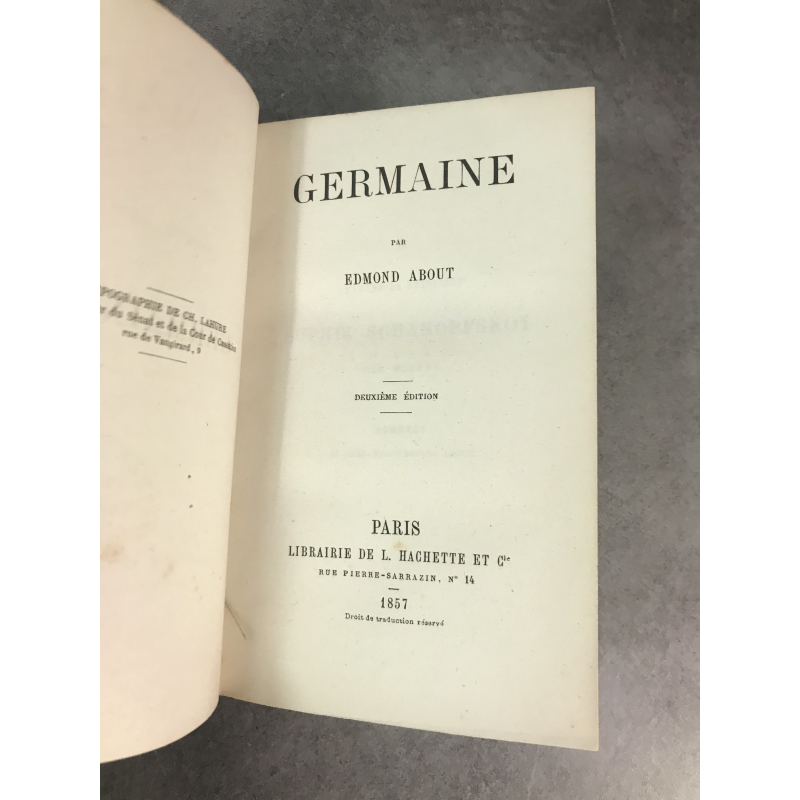 POGRAPHIE DE CH. LAHURE
r du Sénat et de la Cour de Cassation
rue de Vaugirard, 9
GERMAINE
PAR
EDMOND ABOUT
DEUXIÈME ÉDITION
PARIS
LIBRAIRIE DE L. HACHETTE ET Cie
RUE PIERRE-SARRAZIN, N° 14
1857
Droit de traduction réservé